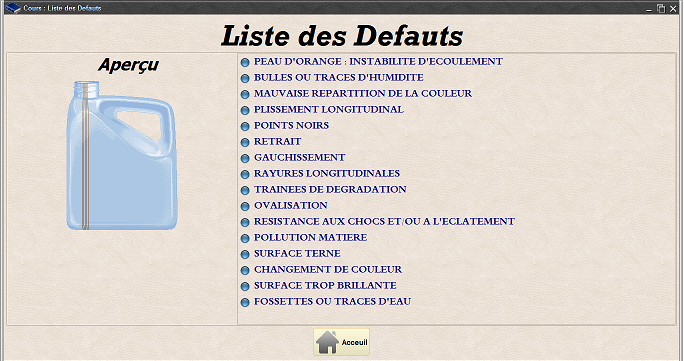 Cours : Liste des Defauts
Liste des Defauts
Aperçu
PEAU D'ORANGE : INSTABILITE D'ECOULEMENT
BULLES OU TRACES D'HUMIDITE
MAUVAISE REPARTITION DE LA COULEUR
PLISSEMENT LONGITUDINAL
POINTS NOIRS
RETRAIT
GAUCHISSEMENT
RAYURES LONGITUDINALES
TRAINEES DE DEGRADATION
OVALISATION
RESISTANCE AUX CHOCS ET/OU A L'ECLATEMENT
POLLUTION MATIERE
SURFACE TERNE
CHANGEMENT DE COULEUR
SURFACE TROP BRILLANTE
FOSSETTES OU TRACES D'EAU
Acceuil